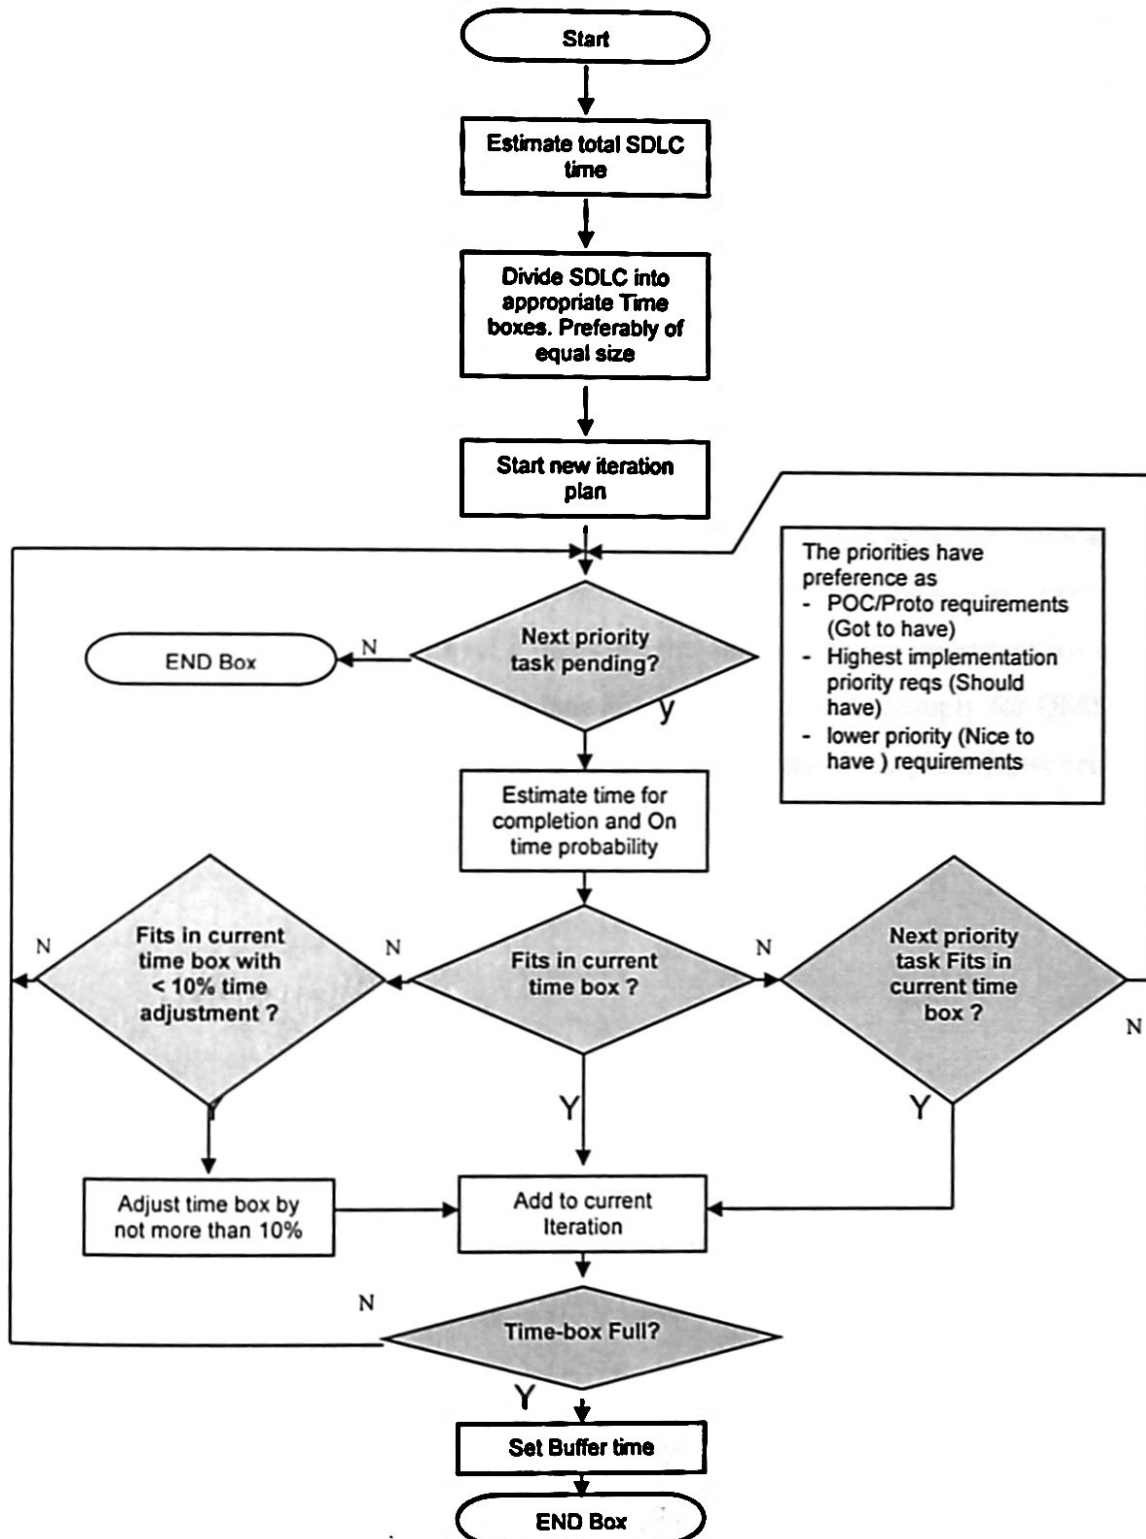 Start
Estimate total SDLC
time
Divide SDLC into
appropriate Time
boxes. Preferably of
equal size
Start new iteration
plan
The priorities have
preference as
- POC/Proto requirements
(Got to have)
- Highest implementation
priority reqs (Should
have)
- lower priority (Nice to
have ) requirements
Next priority
task pending?
N
END Box
y
Estimate time for
completion and On
time probability
N
Fits in current
time box with
< 10% time
adjustment ?
N
Fits in current
time box ?
N
Next priority
task Fits in
current time
box ?
N
Y
Y
Y
Adjust time box by
not more than 10%
Add to current
Iteration
N
Time-box Full?
Y
Set Buffer time
END Box